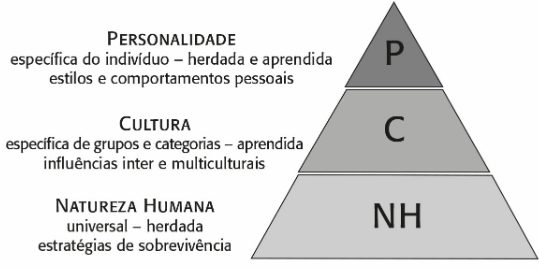 PERSONALIDADE
específica do indivíduo – herdada e aprendida
estilos e comportamentos pessoais
P
CULTURA
específica de grupos e categorias – aprendida
influências inter e multiculturais
C
NATUREZA HUMANA
universal – herdada
estratégias de sobrevivência
NH